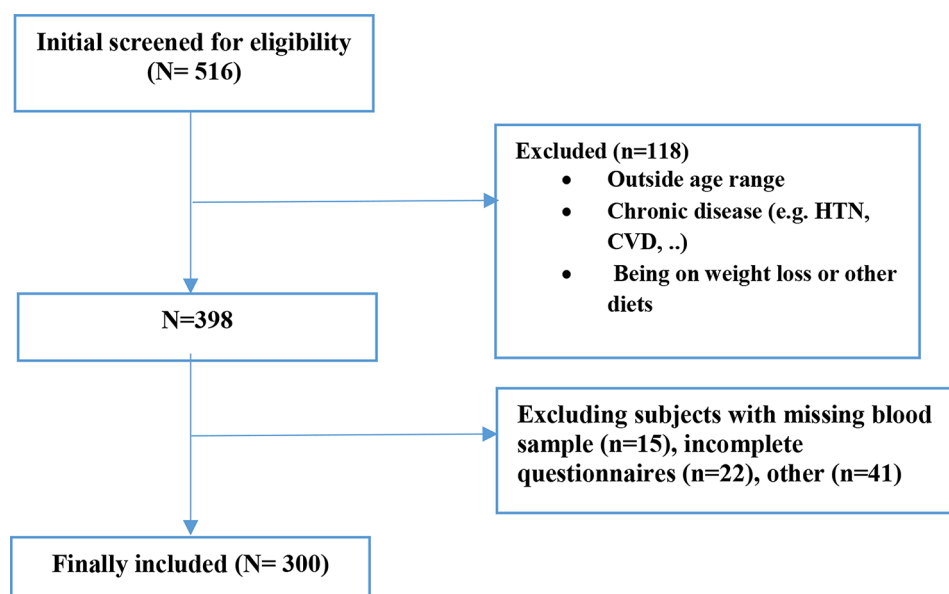 Initial screened for eligibility
(N= 516)
Excluded (n=118)
• Outside age range
• Chronic disease (e.g. HTN,
CVD, ..)
• Being on weight loss or other
diets
N=398
Excluding subjects with missing blood
sample (n=15), incomplete
questionnaires (n=22), other (n=41)
Finally included (N= 300)